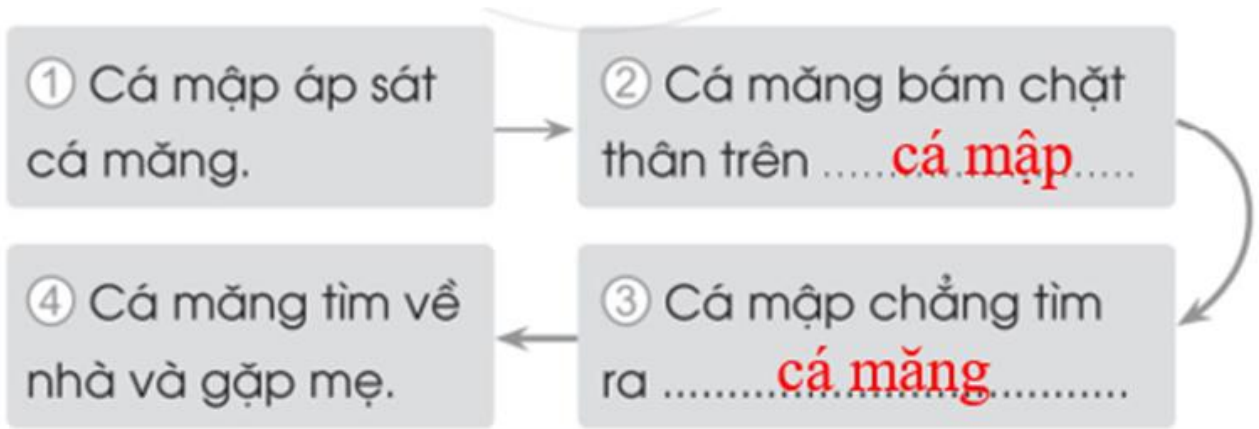 ① Cá mập áp sát
cá măng.
② Cá măng bám chặt
thân trên .....cá mập.....
③ Cá mập chẳng tìm
ra ........cá măng...........
④ Cá măng tìm về
nhà và gặp mẹ.